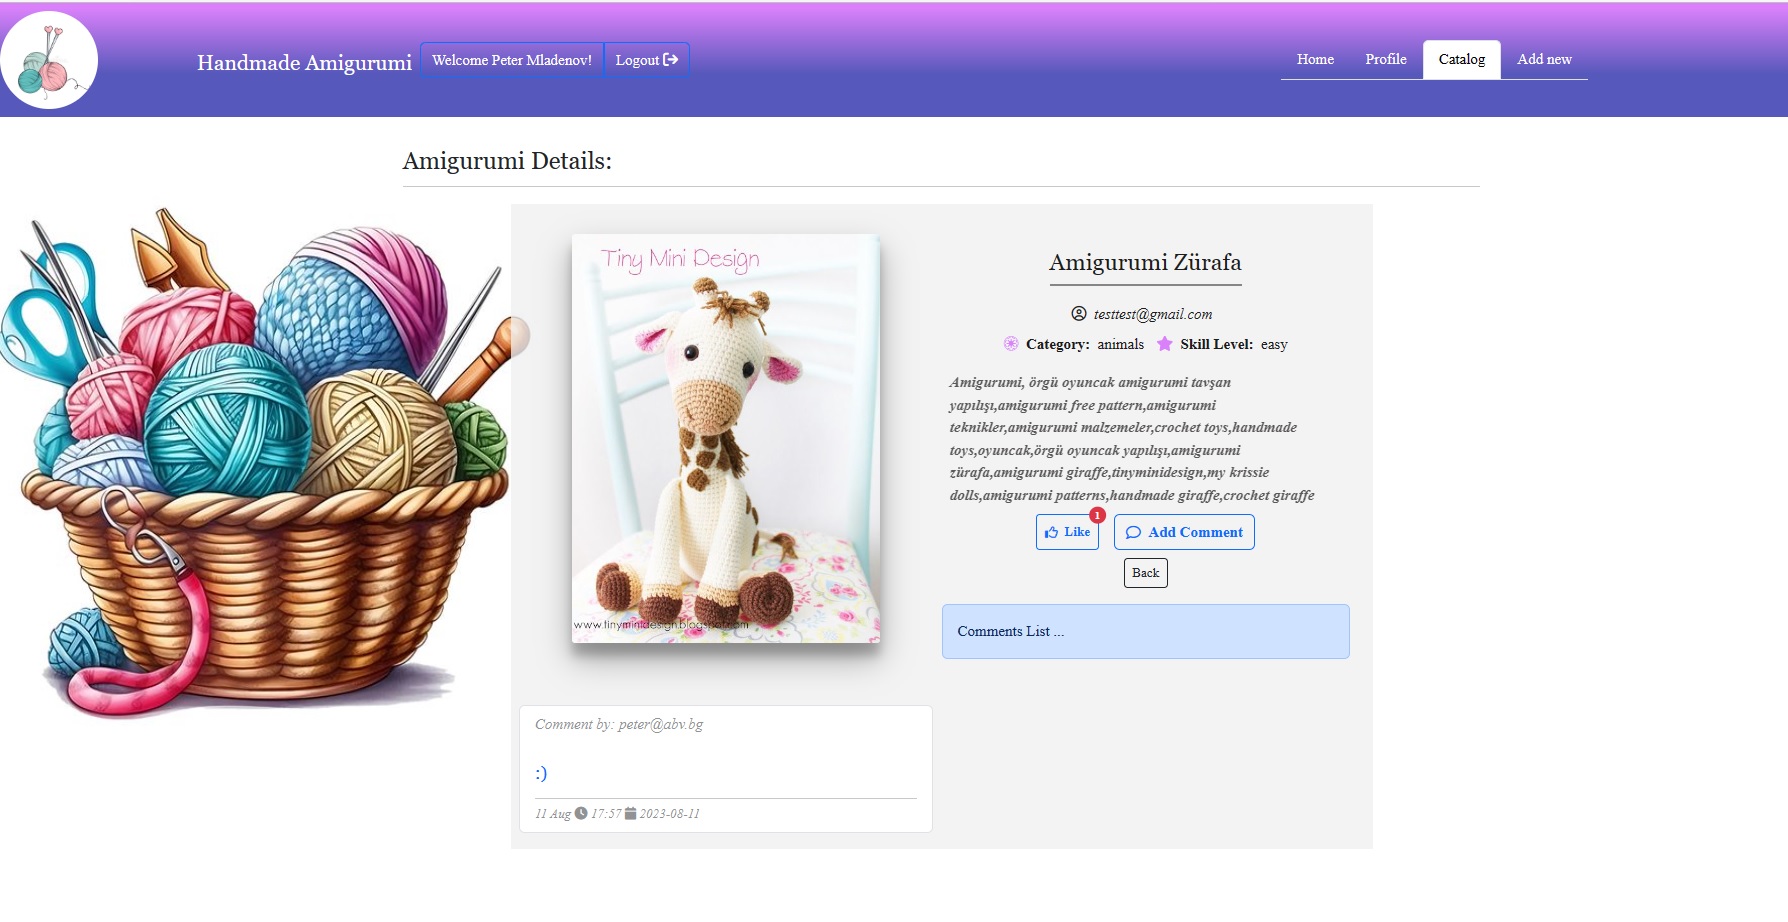 Handmade Amigurumi
Welcome Peter Mladenov!
Logout
Home
Profile
Catalog
Add new
Amigurumi Details:
Tiny Mini Design
www.tinyminidesign.blogspot.com
Amigurumi Zürafa
testtest@gmail.com
Category: animals
Skill Level: easy
Amigurumi, örgü oyuncak amigurumi tavşan
yapılışı,amigurumi free pattern,amigurumi
teknikler,amigurumi malzemeler,crochet toys,handmade
toys,oyuncak,örgü oyuncak yapılışı,amigurumi
zürafa,amigurumi giraffe,tinyminidesign,my krissie
dolls,amigurumi patterns,handmade giraffe,crochet giraffe
Like
1
Add Comment
Back
Comments List ...
Comment by: peter@abv.bg
:)
11 Aug 17:57 2023-08-11